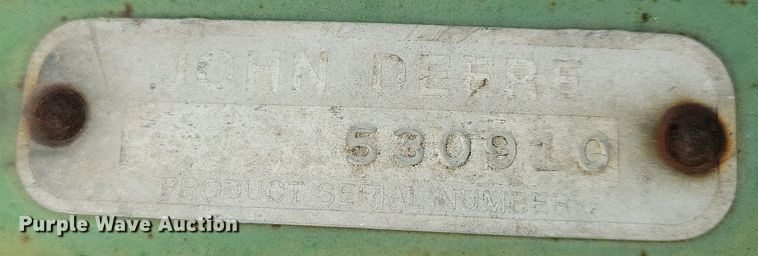 JOHN DEERE
530910
PRODUCT SERIAL NUMBER
Purple Wave Auction